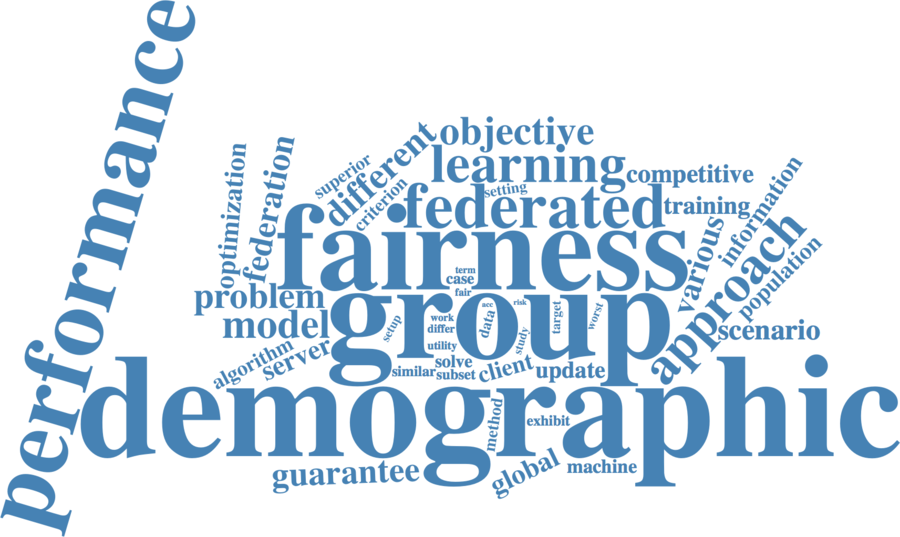 performance
objective
different
superior
learning
competitive
optimization
federation
criterion
setting
federated
training
information
various
fairness
approach
population
term
case
fair
problem
group
acc
risk
model
setup
work
differ
data
study
target
worst
scenario
utility
algorithm
server
solve
similar
subset
client
update
demographic
method
exhibit
guarantee
global
machine